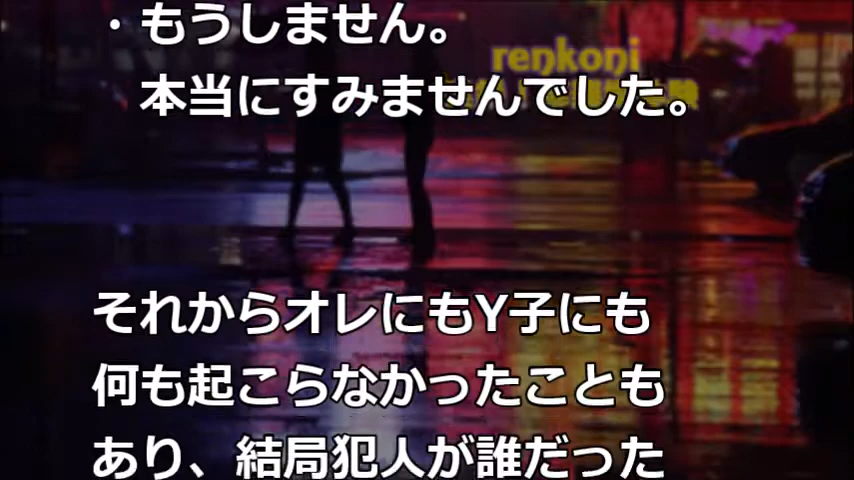 ・もうしません。
renkoni
本当にすみませんでした。
それからオレにもY子にも
何も起こらなかったことも
あり、結局犯人が誰だった